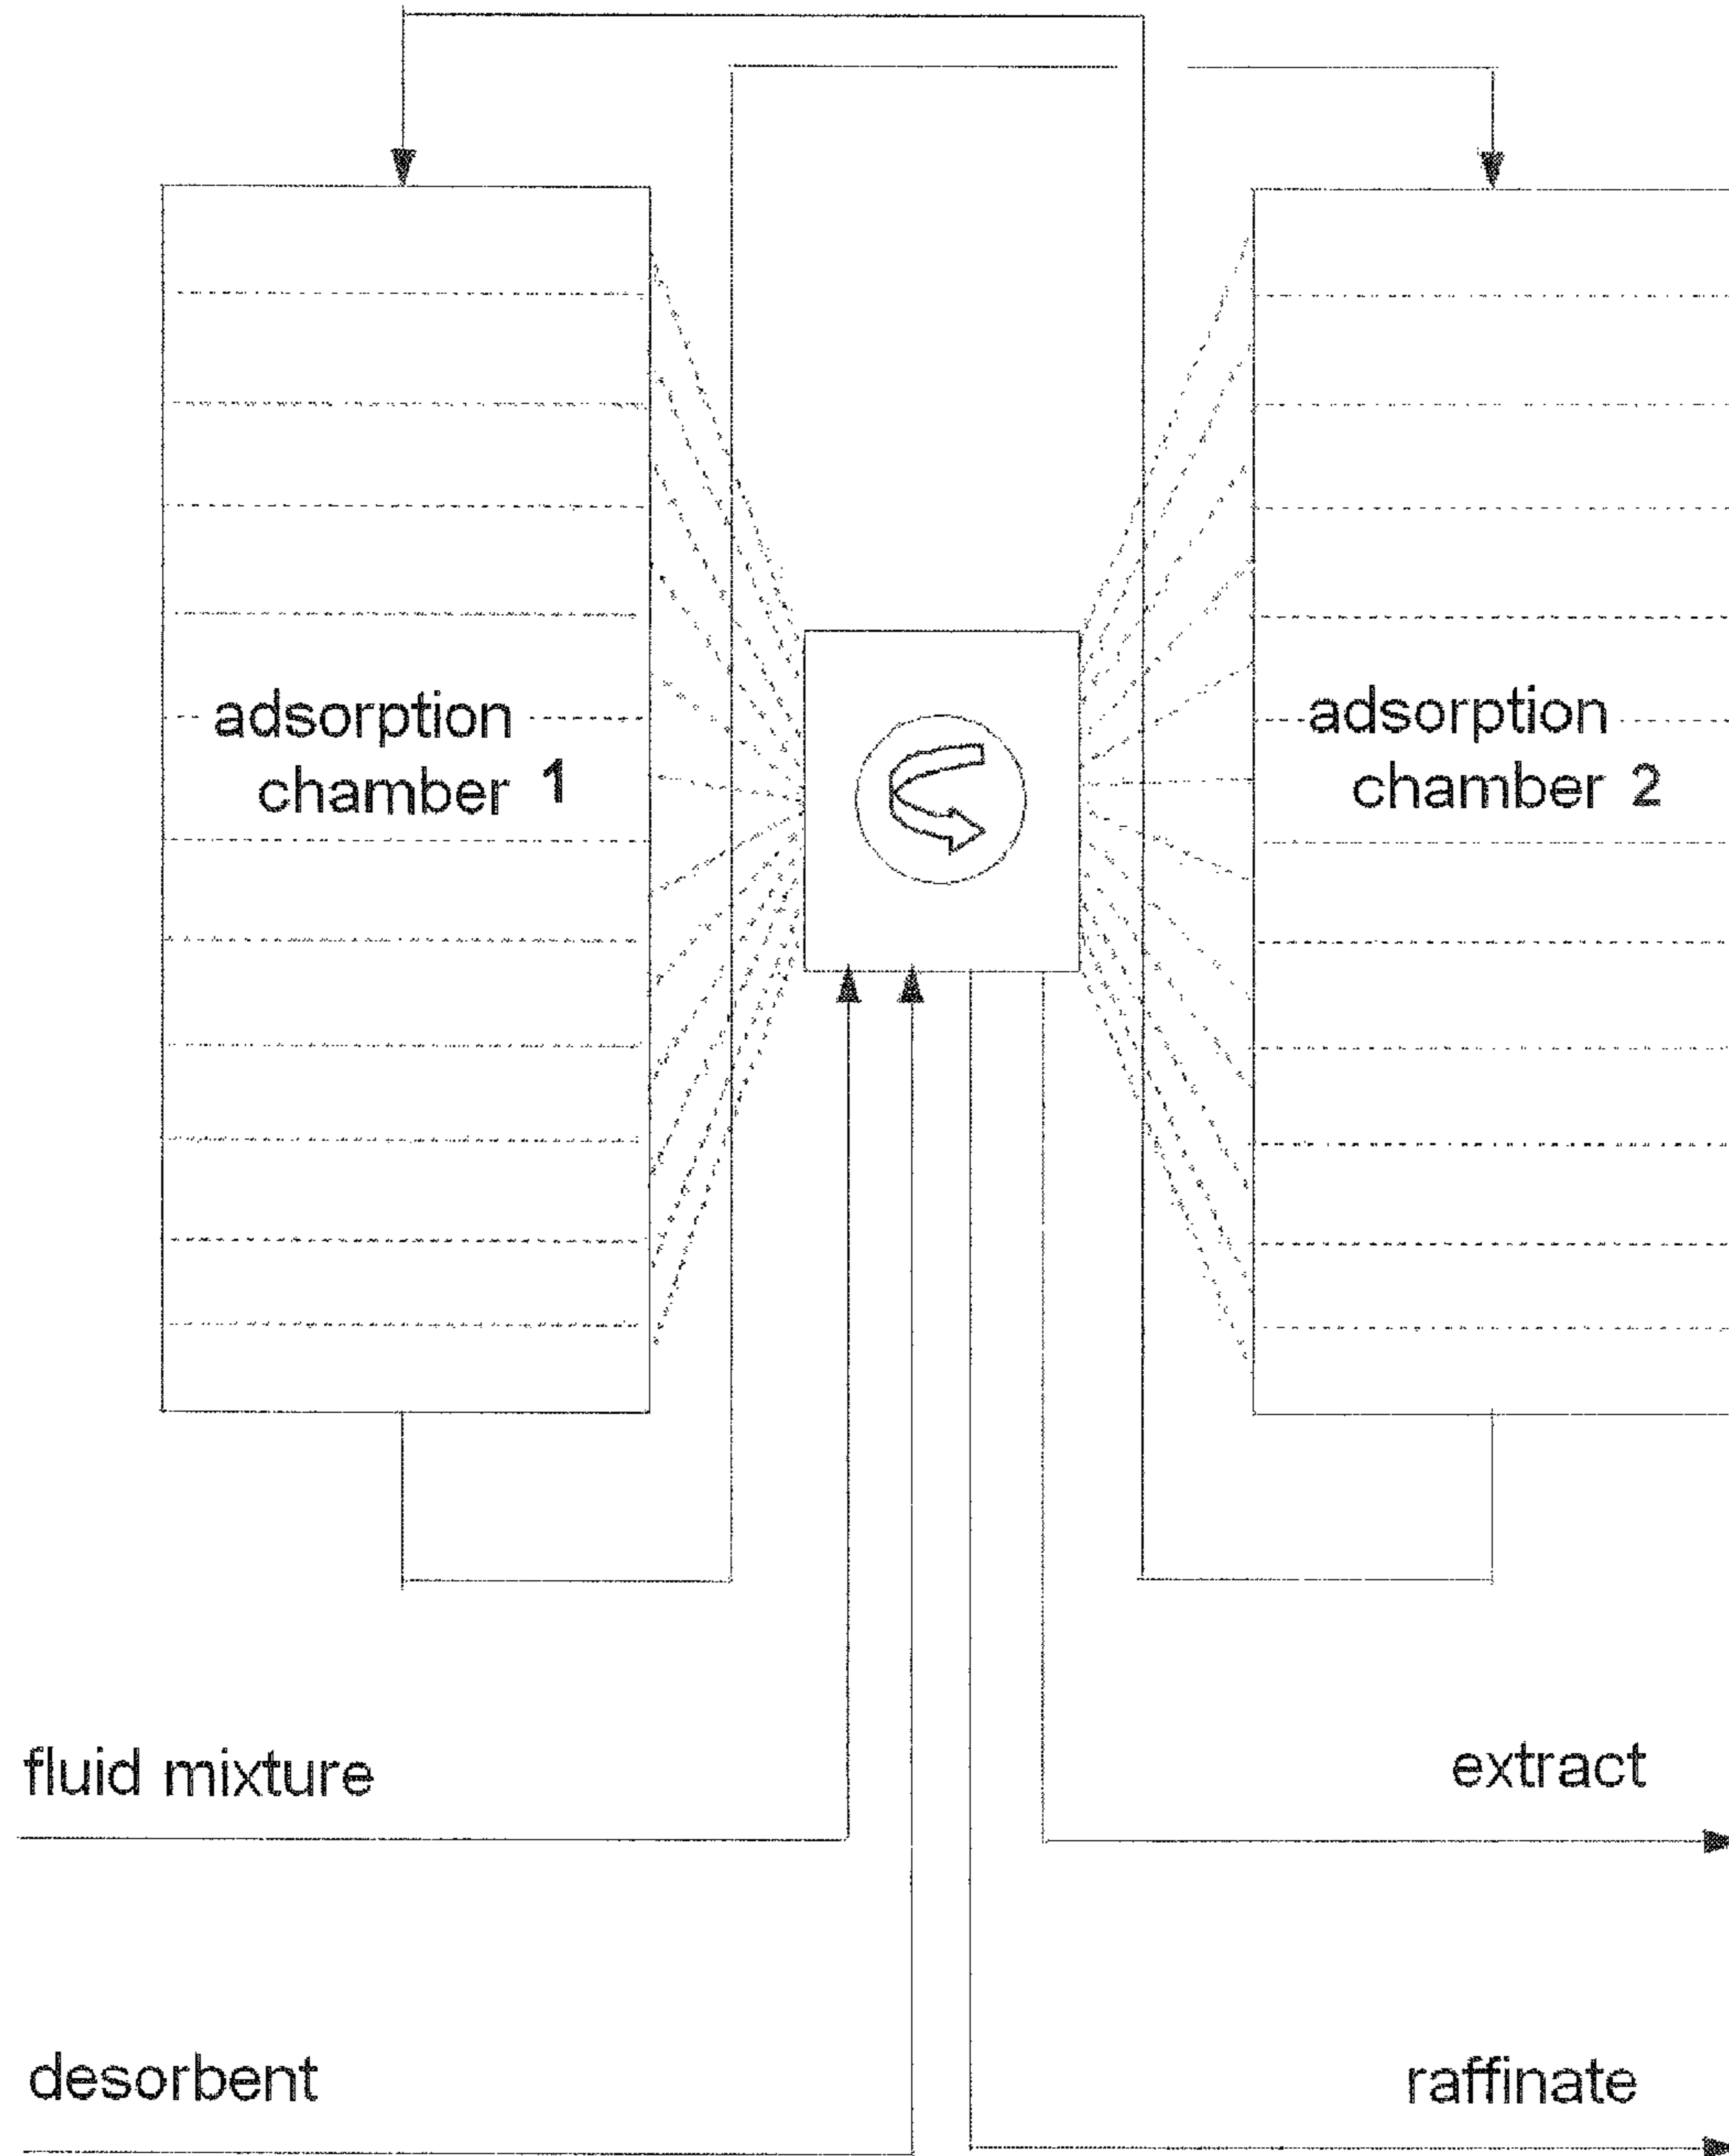 adsorption
chamber 1
adsorption
chamber 2
fluid mixture
extract
desorbent
raffinate